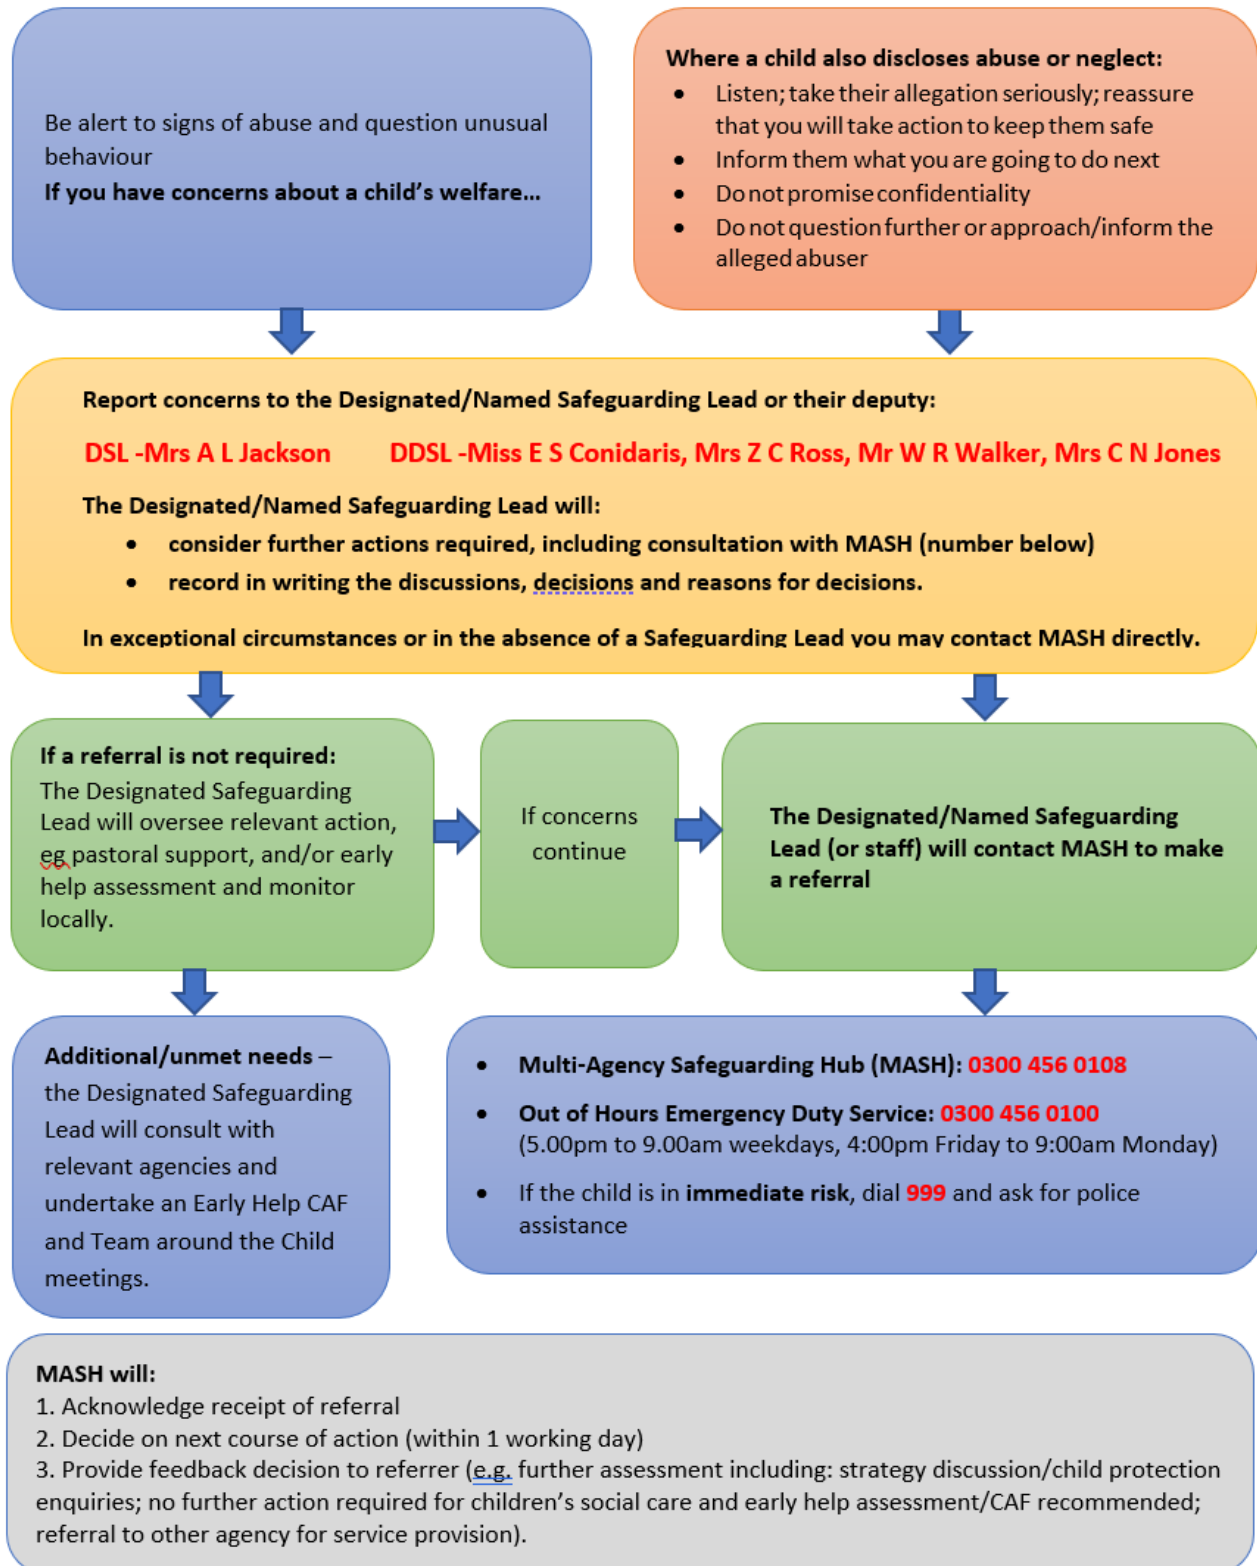 Be alert to signs of abuse and question unusual
behaviour
If you have concerns about a child’s welfare…
Where a child also discloses abuse or neglect:
• Listen; take their allegation seriously; reassure
that you will take action to keep them safe
• Inform them what you are going to do next
• Do not promise confidentiality
• Do not question further or approach/inform the
alleged abuser
Report concerns to the Designated/Named Safeguarding Lead or their deputy:
DSL -Mrs A L Jackson DDSL -Miss E S Conidaris, Mrs Z C Ross, Mr W R Walker, Mrs C N Jones
The Designated/Named Safeguarding Lead will:
• consider further actions required, including consultation with MASH (number below)
• record in writing the discussions, decisions and reasons for decisions.
In exceptional circumstances or in the absence of a Safeguarding Lead you may contact MASH directly.
If a referral is not required:
The Designated Safeguarding
Lead will oversee relevant action,
eg pastoral support, and/or early
help assessment and monitor
locally.
If concerns
continue
The Designated/Named Safeguarding
Lead (or staff) will contact MASH to make
a referral
Additional/unmet needs –
the Designated Safeguarding
Lead will consult with
relevant agencies and
undertake an Early Help CAF
and Team around the Child
meetings.
• Multi-Agency Safeguarding Hub (MASH): 0300 456 0108
• Out of Hours Emergency Duty Service: 0300 456 0100
(5.00pm to 9.00am weekdays, 4:00pm Friday to 9:00am Monday)
• If the child is in immediate risk, dial 999 and ask for police
assistance
MASH will:
1. Acknowledge receipt of referral
2. Decide on next course of action (within 1 working day)
3. Provide feedback decision to referrer (e.g. further assessment including: strategy discussion/child protection
enquiries; no further action required for children’s social care and early help assessment/CAF recommended;
referral to other agency for service provision).